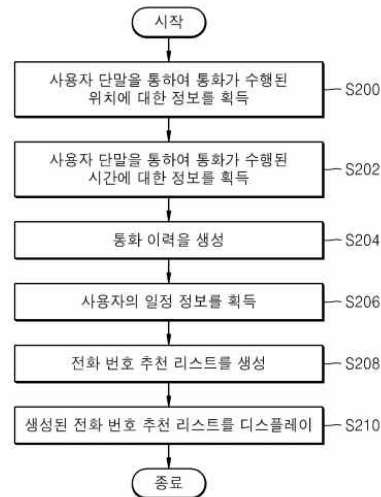 시작
사용자 단말을 통하여 통화가 수행된
위치에 대한 정보를 획득
S200
사용자 단말을 통하여 통화가 수행된
시간에 대한 정보를 획득
S202
통화 이력을 생성
S204
사용자의 일정 정보를 획득
S206
전화 번호 추천 리스트를 생성
S208
생성된 전화 번호 추천 리스트를 디스플레이
S210
종료